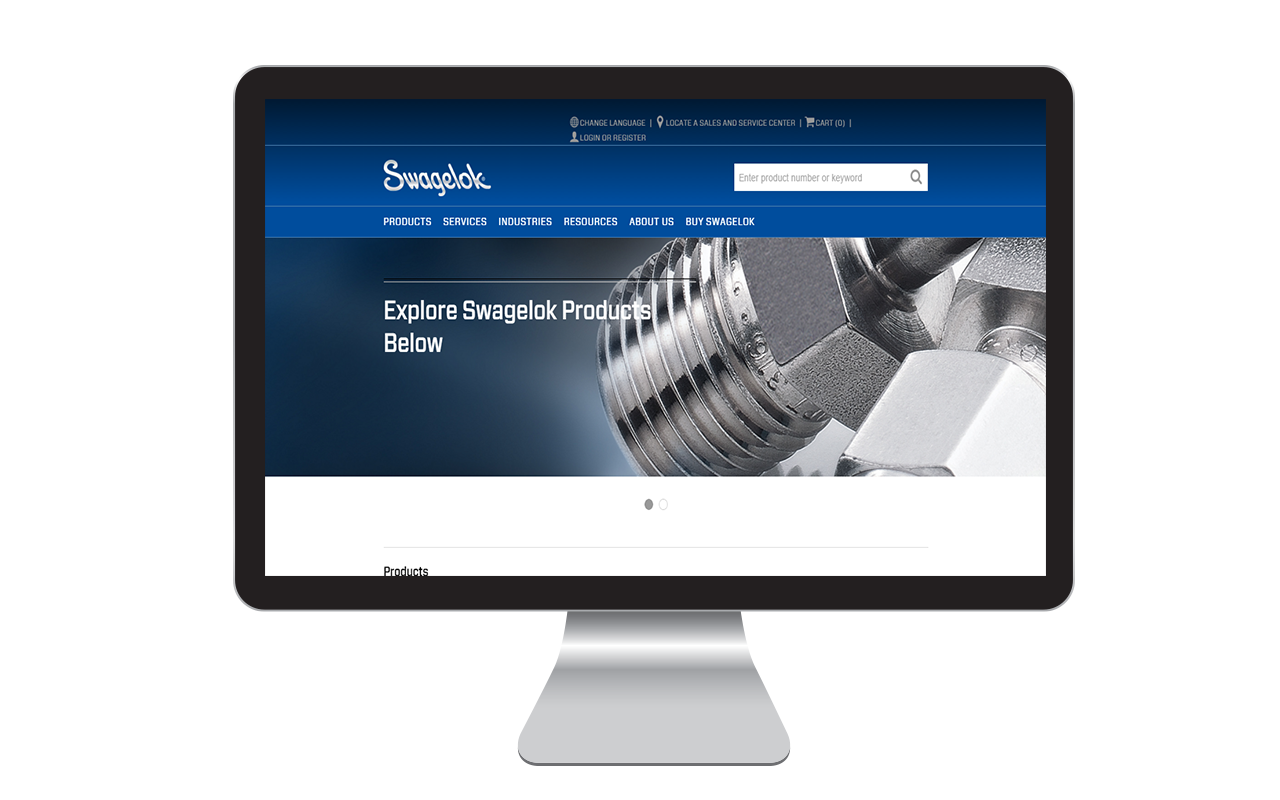 CHANGE LANGUAGE | LOCATE A SALES AND SERVICE CENTER | CART (0) |
LOGIN OR REGISTER
Swagelok
Enter product number or keyword
PRODUCTS SERVICES INDUSTRIES RESOURCES ABOUT US BUY SWAGELOK
Explore Swagelok Products
Below
Products